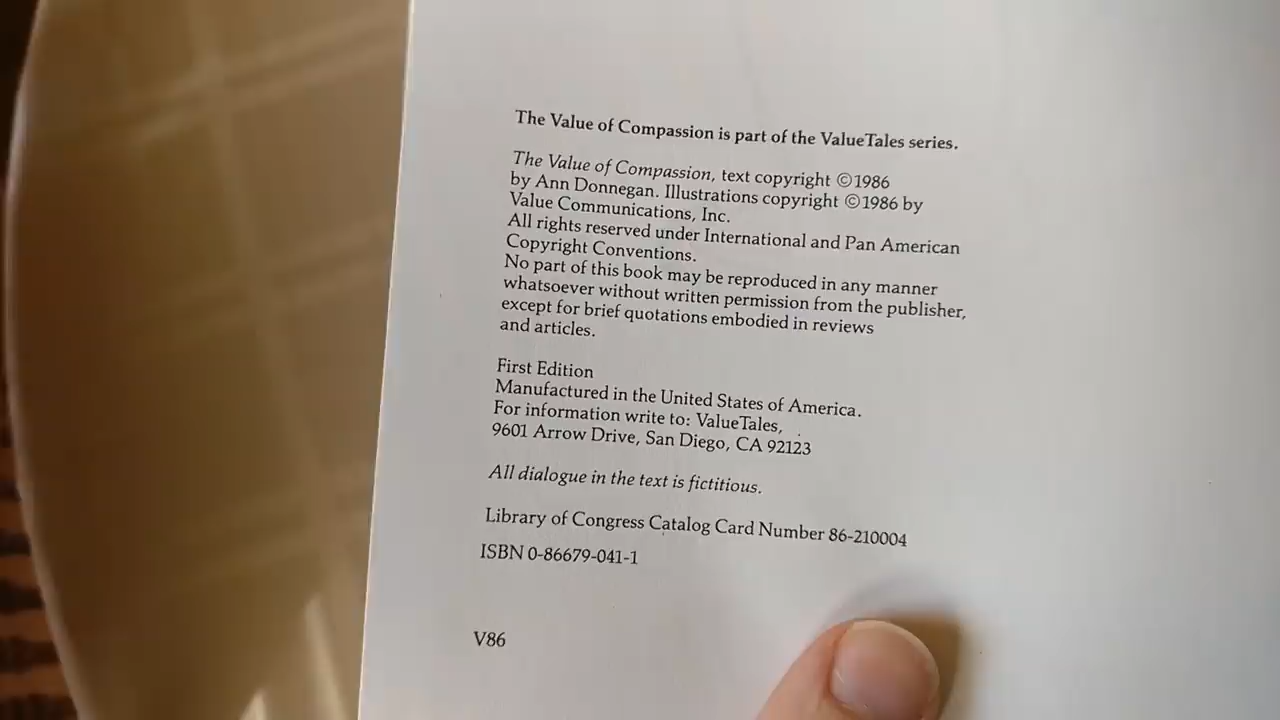 The Value of Compassion is part of the ValueTales series.
The Value of Compassion, text copyright ©1986
by Ann Donnegan. Illustrations copyright ©1986 by
Value Communications, Inc.
All rights reserved under International and Pan American
Copyright Conventions.
No part of this book may be reproduced in any manner
whatsoever without written permission from the publisher,
except for brief quotations embodied in reviews
and articles.
First Edition
Manufactured in the United States of America.
For information write to: ValueTales,
9601 Arrow Drive, San Diego, CA 92123
All dialogue in the text is fictitious.
Library of Congress Catalog Card Number 86-210004
ISBN 0-86679-041-1
V86